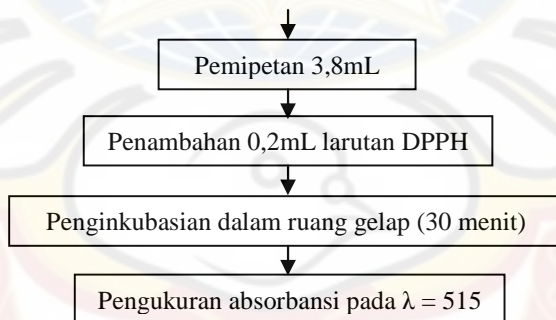 Pemipetan 3,8mL
Penambahan 0,2mL larutan DPPH
Penginkubasian dalam ruang gelap (30 menit)
Pengukuran absorbansi pada λ = 515